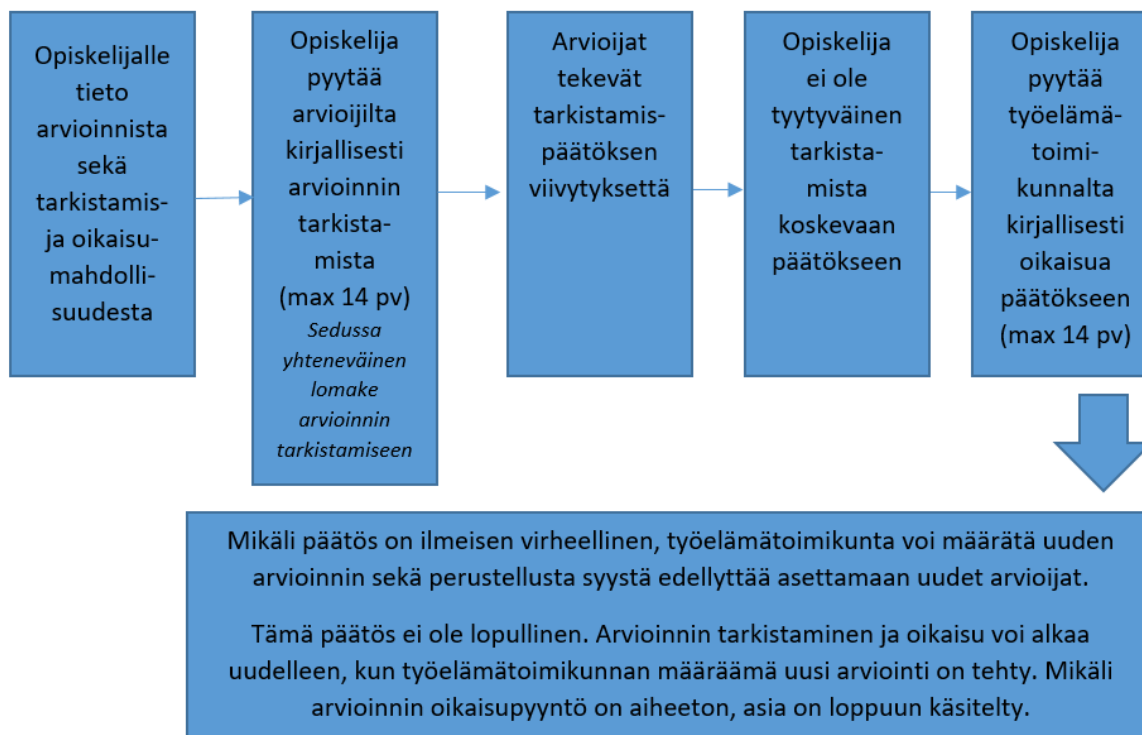 Opiskelijalle
tieto
arvioinnista
sekä
tarkistamis-
ja oikaisu-
mahdolli-
suudesta
Opiskelija
pyytää
arvioijilta
kirjallisesti
arvioinnin
tarkista-
mista
(max 14 pv)
Sedussa
yhteneväinen
lomake
arvioinnin
tarkistamiseen
Arvioijat
tekevät
tarkistamis-
päätöksen
viivytyksettä
Opiskelija
ei ole
tyytyväinen
tarkista-
mista
koskevaan
päätökseen
Opiskelija
pyytää
työelämä-
toimi-
kunnalta
kirjallisesti
oikaisua
päätökseen
(max 14 pv)
Mikäli päätös on ilmeisen virheellinen, työelämätoimikunta voi määrätä uuden
arvioinnin sekä perustellusta syystä edellyttää asettamaan uudet arvioijat.
Tämä päätös ei ole lopullinen. Arvioinnin tarkistaminen ja oikaisu voi alkaa
uudelleen, kun työelämätoimikunnan määräämä uusi arviointi on tehty. Mikäli
arvioinnin oikaisupyyntö on aiheeton, asia on loppuun käsitelty.